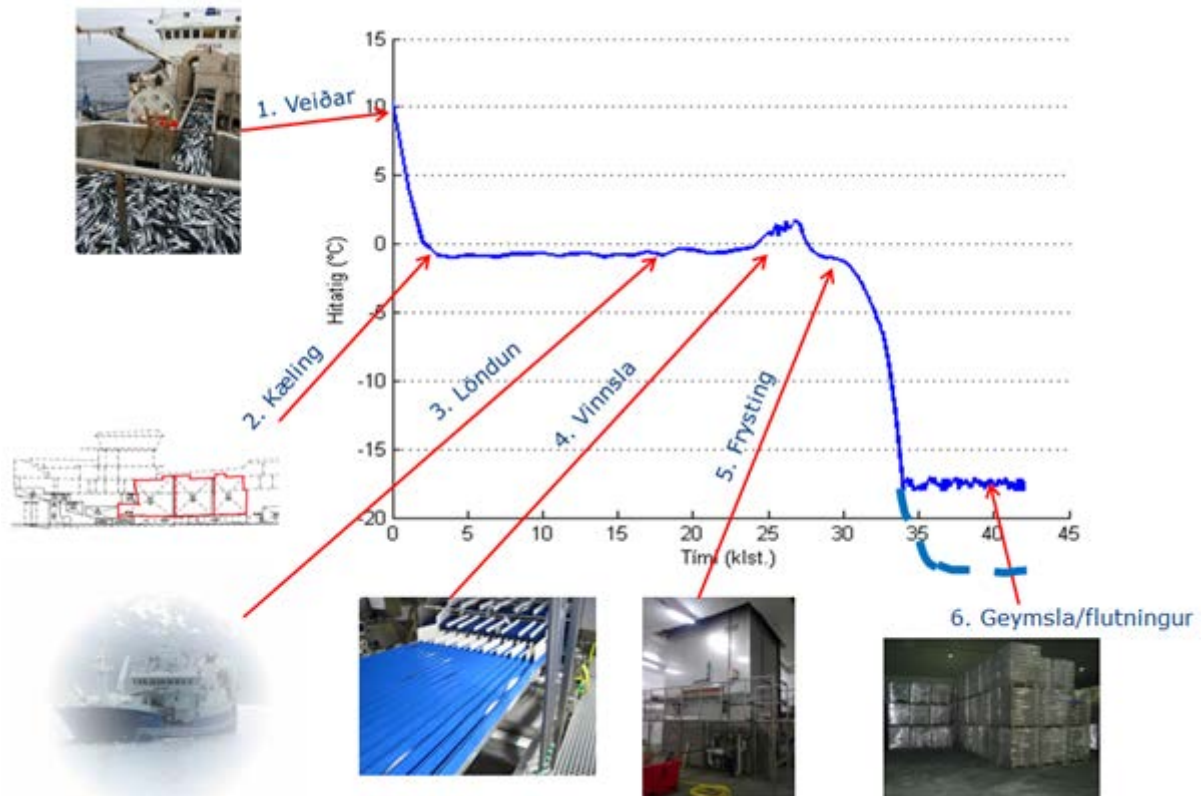 1. Veiðar
2. Kæling
3. Löndun
4. Vinnsla
5. Frysting
6. Geymsla/flutningur
Hitatig (°C)
15
10
5
0
-5
-10
-15
-20
0 5 10 15 20 25 30 35 40 45
Tími (klst.)